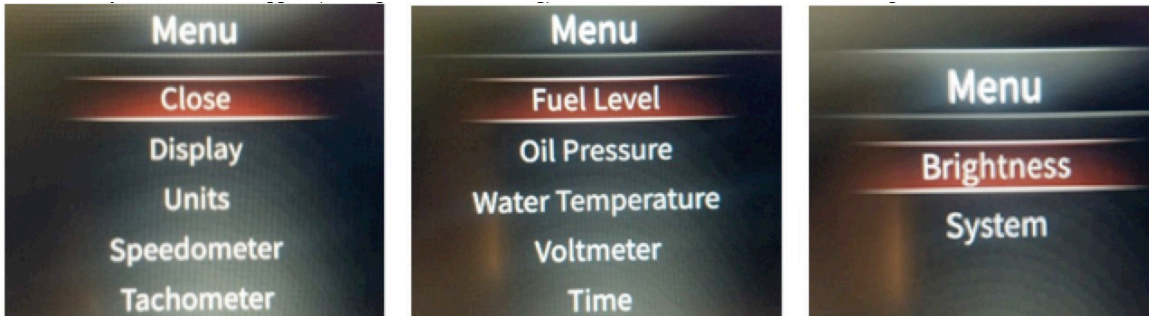 Menu
Close
Display
Units
Speedometer
Tachometer
Menu
Fuel Level
Oil Pressure
Water Temperature
Voltmeter
Time
Menu
Brightness
System